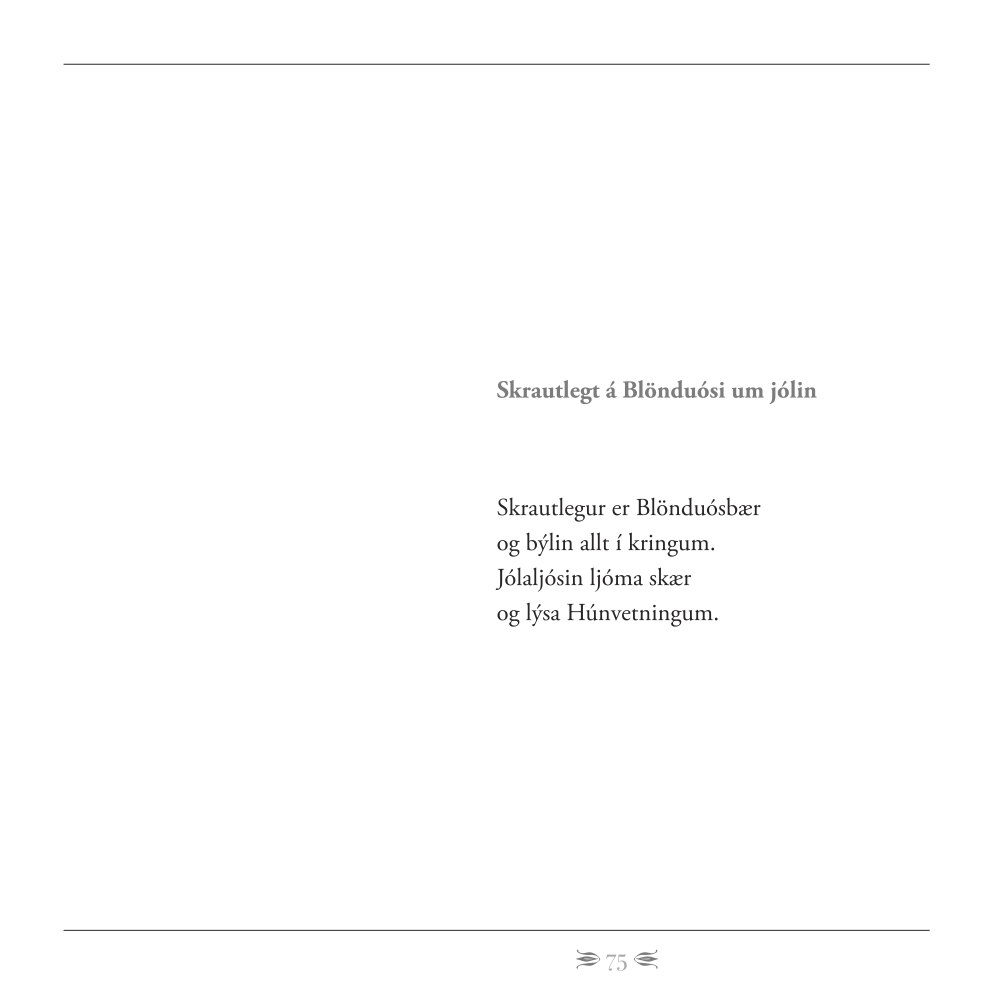 Skrautlegt á Blönduósi um jólin
Skrautlegur er Blönduósbær
og býlin allt í kringum.
Jólaljósin ljóma skær
og lýsa Húnvetningum.
75